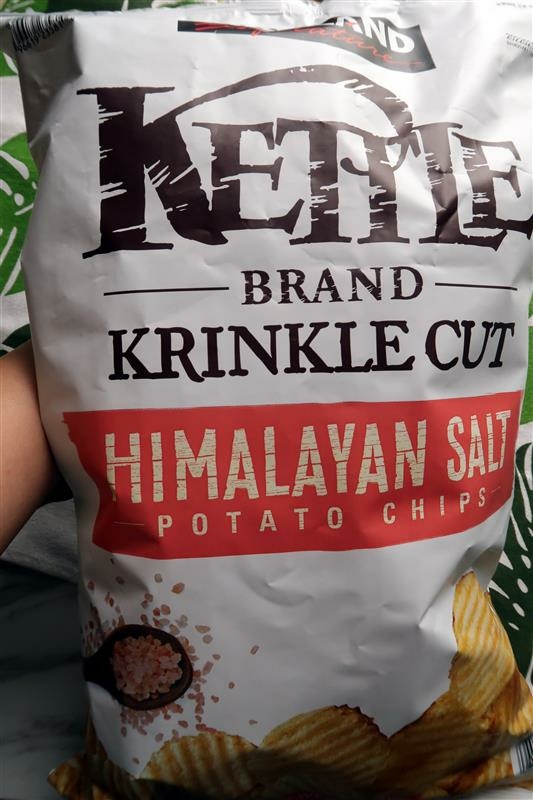 KETTLE
BRAND
KRINKLE CUT
HIMALAYAN SALT
POTATO CHIPS